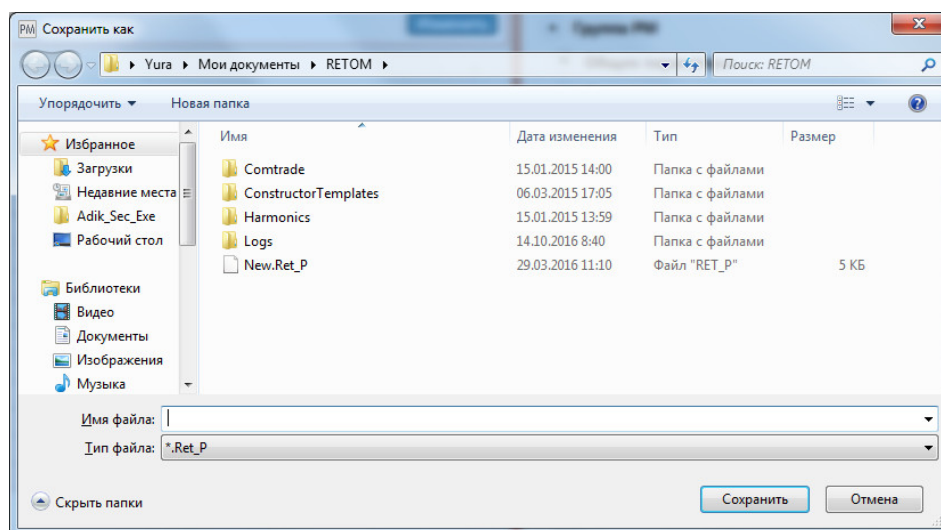 PM Сохранить как
Yura ▸ Мои документы ▸ RETOM ▸
Поиск: RETOM
Упорядочить
Новая папка
Имя
Дата изменения
Тип
Размер
Избранное
Загрузки
Недавние места
Adik_Sec_Exe
Рабочий стол
Библиотеки
Видео
Документы
Изображения
Музыка
Comtrade 15.01.2015 14:00 Папка с файлами
ConstructorTemplates 06.03.2015 17:05 Папка с файлами
Harmonics 15.01.2015 13:59 Папка с файлами
Logs 14.10.2016 8:40 Папка с файлами
New.Ret_P 29.03.2016 11:10 Файл "RET_P" 5 КБ
Имя файла:
Тип файла: *.Ret_P
Скрыть папки
Сохранить
Отмена